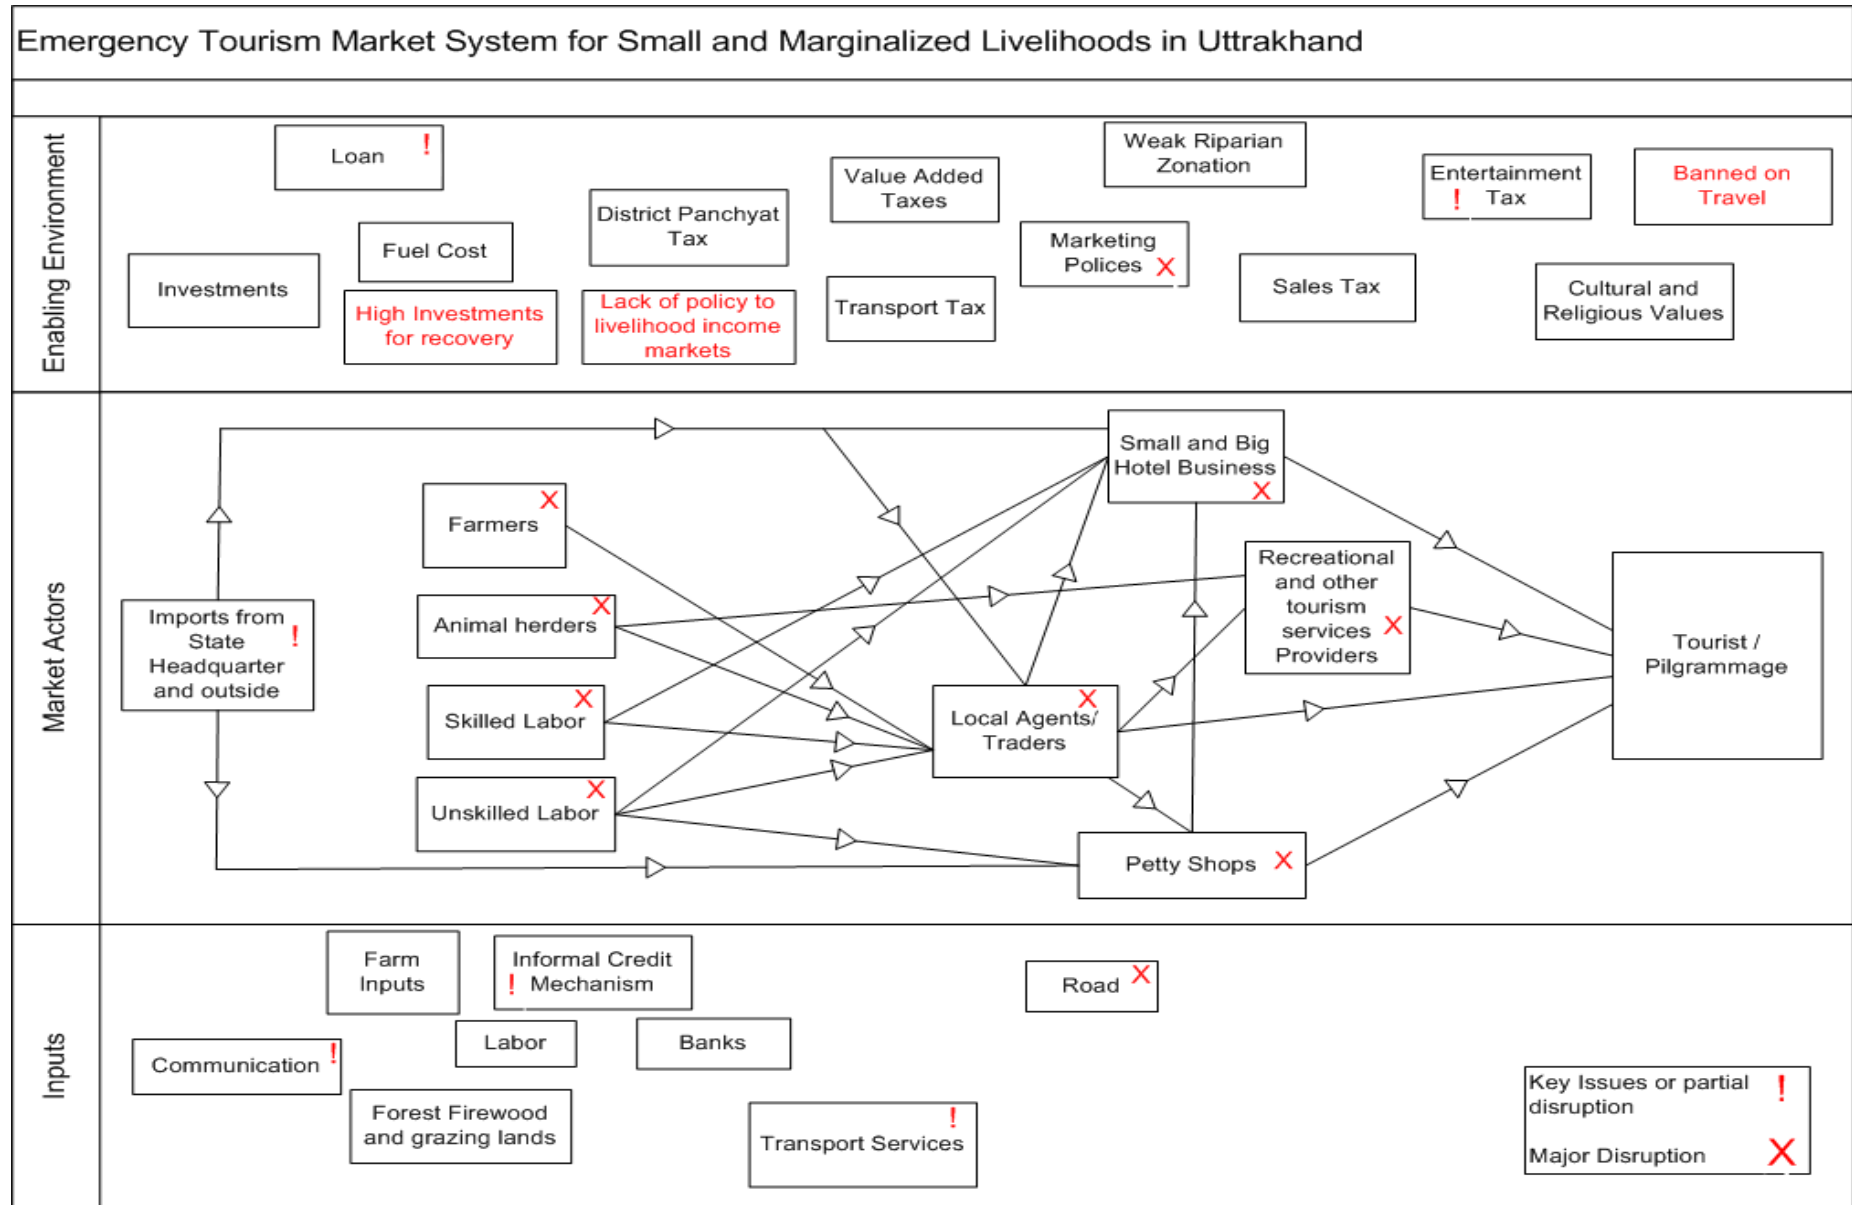 Emergency Tourism Market System for Small and Marginalized Livelihoods in Uttrakhand
Enabling Environment
Loan !
Investments
Fuel Cost
High Investments
for recovery
District Panchyat
Tax
Lack of policy to
livelihood income
markets
Value Added
Taxes
Transport Tax
Weak Riparian
Zonation
Marketing
Polices X
Entertainment
! Tax
Sales Tax
Banned on
Travel
Cultural and
Religious Values
Market Actors
Imports from
State !
Headquarter
and outside
Farmers X
Animal herders X
Skilled Labor X
Unskilled Labor X
Local Agents/ X
Traders
Small and Big
Hotel Business
X
Recreational
and other
tourism
services X
Providers
Petty Shops X
Tourist /
Pilgrammage
Inputs
Farm
Inputs
Informal Credit
! Mechanism
Communication !
Labor
Banks
Forest Firewood
and grazing lands
Transport Services !
Road X
Key Issues or partial !
disruption
Major Disruption X